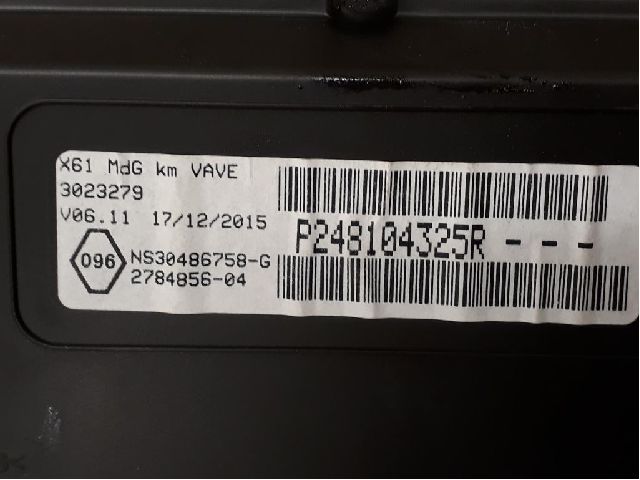 X61 MdG km VAVE
3023279
V06.11 17/12/2015
096
NS30486758-G
2784856-04
P248104325R - - -